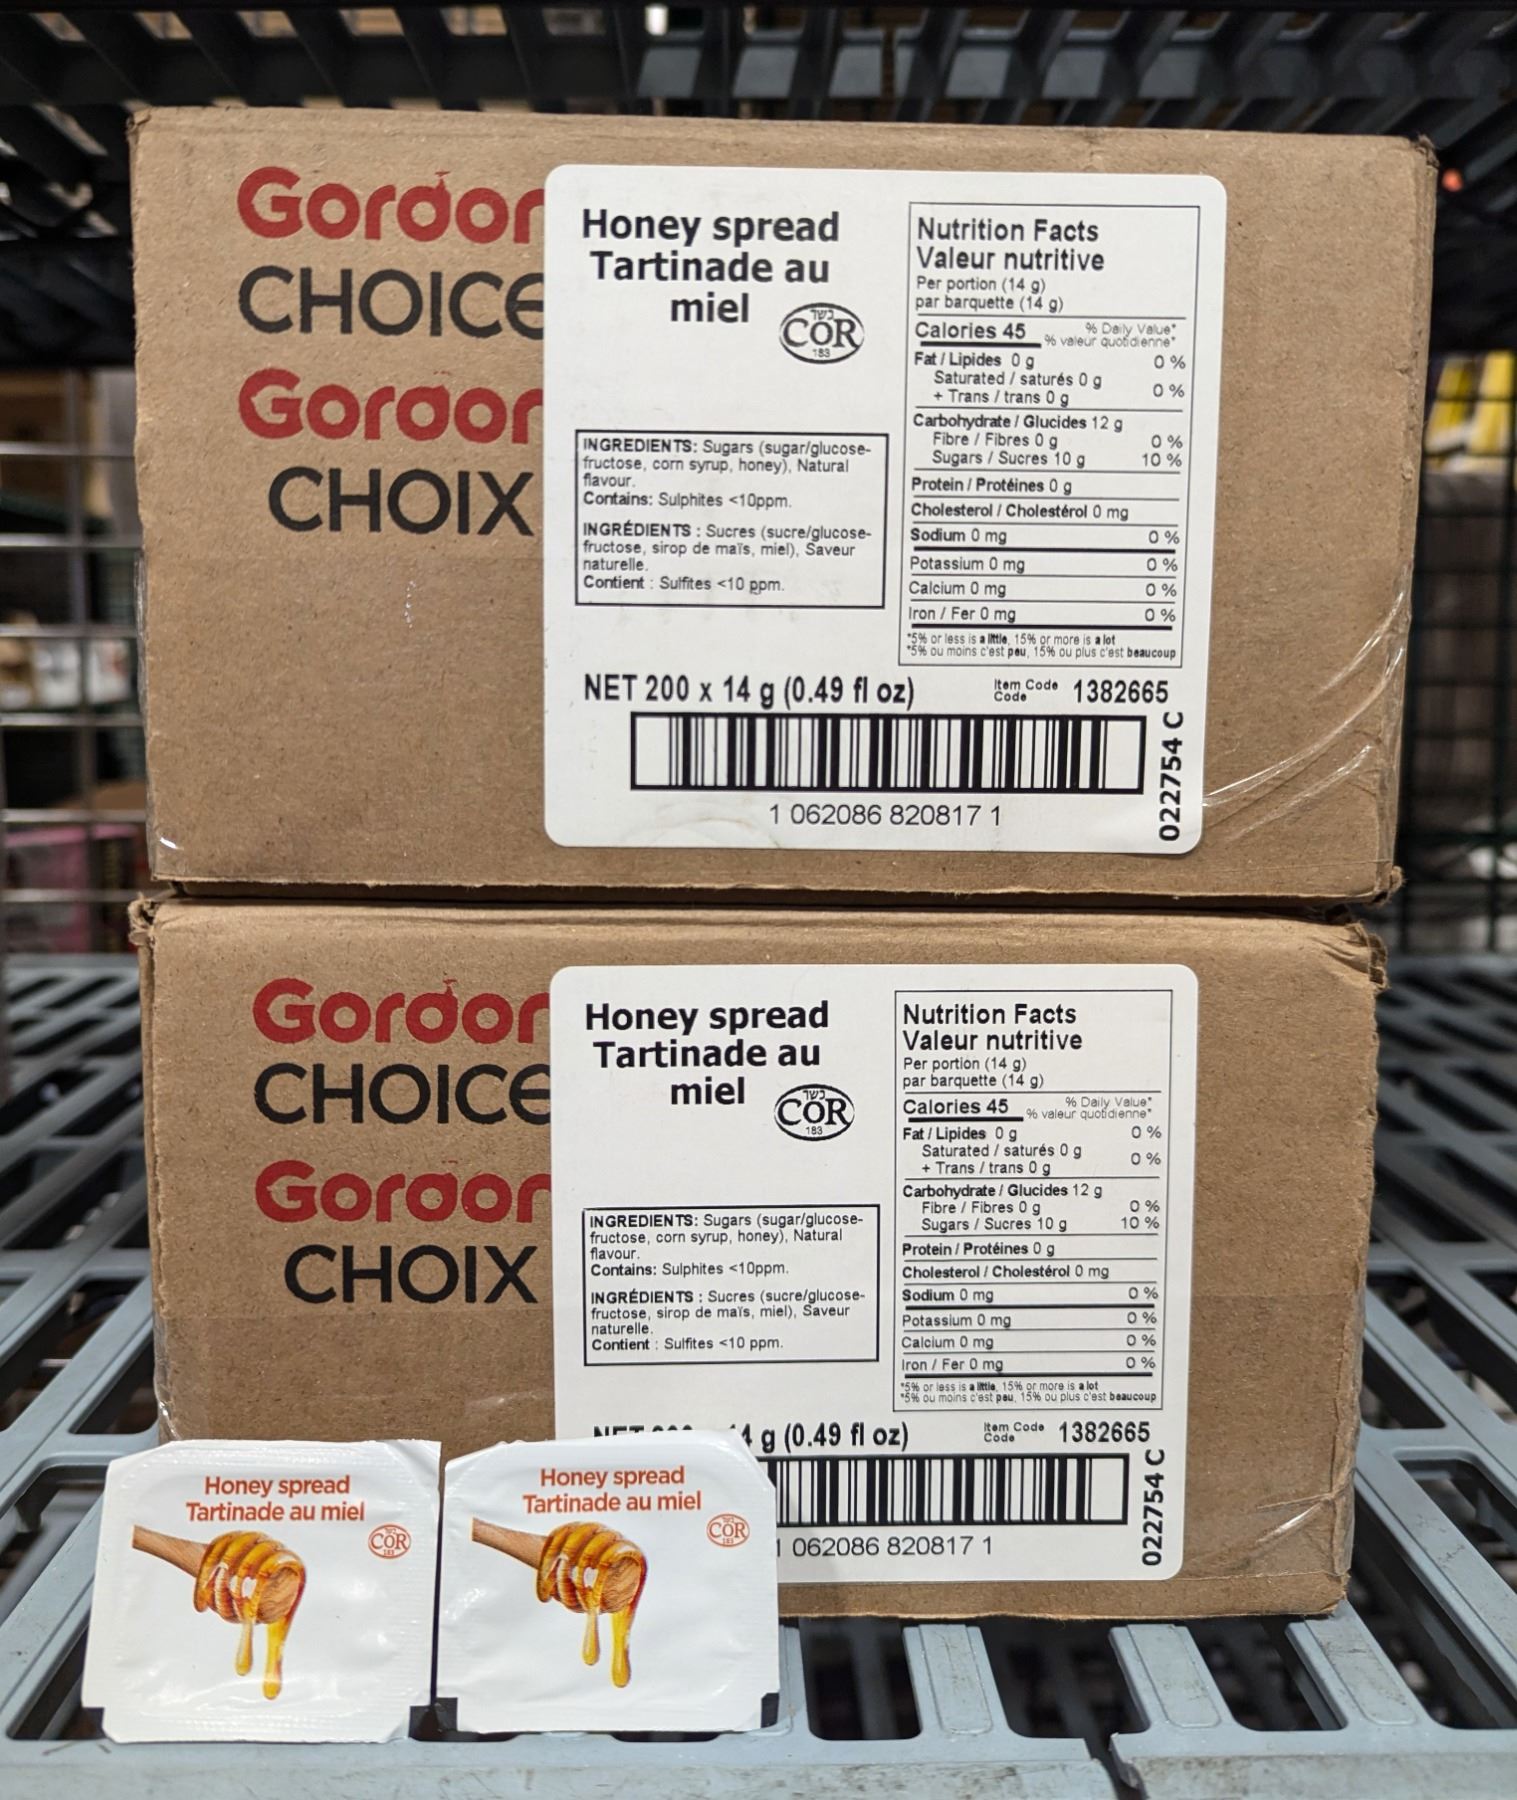 Gordon
CHOICE
Gordon
CHOIX
Honey spread
Tartinade au
miel
כשר
COR
183
INGREDIENTS: Sugars (sugar/glucose-
fructose, corn syrup, honey), Natural
flavour.
Contains: Sulphites <10ppm.
INGRÉDIENTS : Sucres (sucre/glucose-
fructose, sirop de maïs, miel), Saveur
naturelle.
Contient : Sulfites <10 ppm.
Nutrition Facts
Valeur nutritive
Per portion (14 g)
par barquette (14 g)
Calories 45 % Daily Value*
% valeur quotidienne*
Fat / Lipides 0 g 0 %
Saturated / saturés 0 g
+ Trans / trans 0 g 0 %
Carbohydrate / Glucides 12 g
Fibre / Fibres 0 g 0 %
Sugars / Sucres 10 g 10 %
Protein / Protéines 0 g
Cholesterol / Cholestérol 0 mg
Sodium 0 mg 0 %
Potassium 0 mg 0 %
Calcium 0 mg 0 %
Iron / Fer 0 mg 0 %
*5% or less is a little, 15% or more is a lot
*5% ou moins c'est peu, 15% ou plus c'est beaucoup
NET 200 x 14 g (0.49 fl oz)
Item Code
Code
1382665
1 062086 820817 1
022754 C
Gordon
CHOICE
Gordon
CHOIX
Honey spread
Tartinade au
miel
כשר
COR
183
INGREDIENTS: Sugars (sugar/glucose-
fructose, corn syrup, honey), Natural
flavour.
Contains: Sulphites <10ppm.
INGRÉDIENTS : Sucres (sucre/glucose-
fructose, sirop de maïs, miel), Saveur
naturelle.
Contient : Sulfites <10 ppm.
Nutrition Facts
Valeur nutritive
Per portion (14 g)
par barquette (14 g)
Calories 45 % Daily Value*
% valeur quotidienne*
Fat / Lipides 0 g 0 %
Saturated / saturés 0 g
+ Trans / trans 0 g 0 %
Carbohydrate / Glucides 12 g
Fibre / Fibres 0 g 0 %
Sugars / Sucres 10 g 10 %
Protein / Protéines 0 g
Cholesterol / Cholestérol 0 mg
Sodium 0 mg 0 %
Potassium 0 mg 0 %
Calcium 0 mg 0 %
Iron / Fer 0 mg 0 %
*5% or less is a little, 15% or more is a lot
*5% ou moins c'est peu, 15% ou plus c'est beaucoup
g (0.49 fl oz)
Item Code
Code
1382665
1 062086 820817 1
022754 C
Honey spread
Tartinade au miel
כשר
COR
183
Honey spread
Tartinade au miel
כשר
COR
183